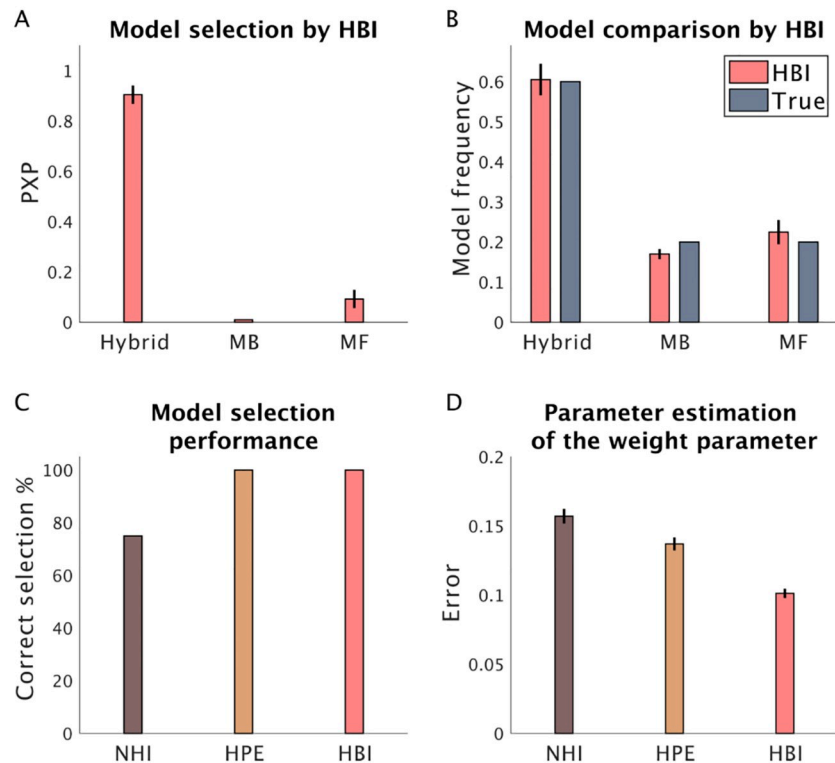 A
Model selection by HBI
1
0.8
0.6
0.4
0.2
0
PXP
Hybrid MB MF
B
Model comparison by HBI
HBI
True
0.6
0.5
0.4
0.3
0.2
0.1
0
Model frequency
Hybrid MB MF
C
Model selection
performance
100
80
60
40
20
0
Correct selection %
NHI HPE HBI
D
Parameter estimation
of the weight parameter
0.2
0.15
0.1
0.05
0
Error
NHI HPE HBI